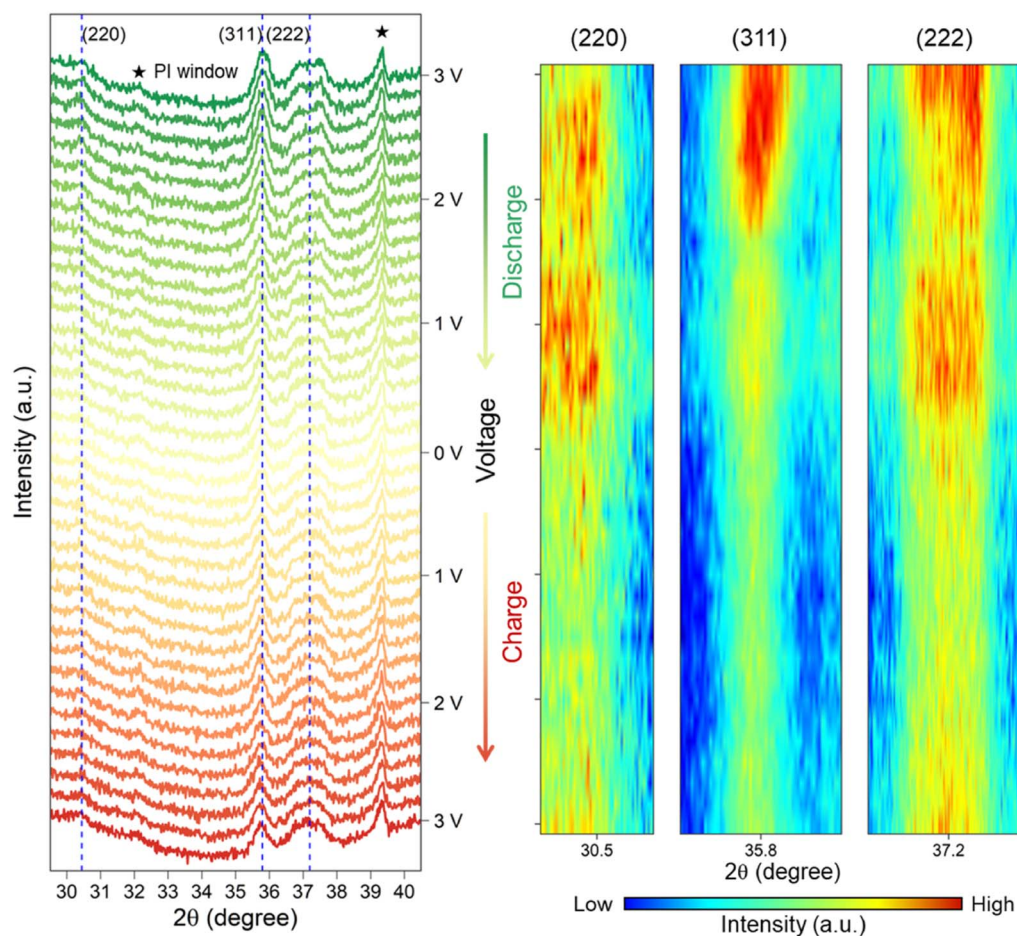 (220) (311) (222) ★
★ PI window
3 V
2 V
1 V
0 V
1 V
2 V
3 V
Intensity (a.u.)
30 31 32 33 34 35 36 37 38 39 40
2θ (degree)
Discharge
Voltage
Charge
(220) (311) (222)
30.5 35.8 37.2
2θ (degree)
Low High
Intensity (a.u.)